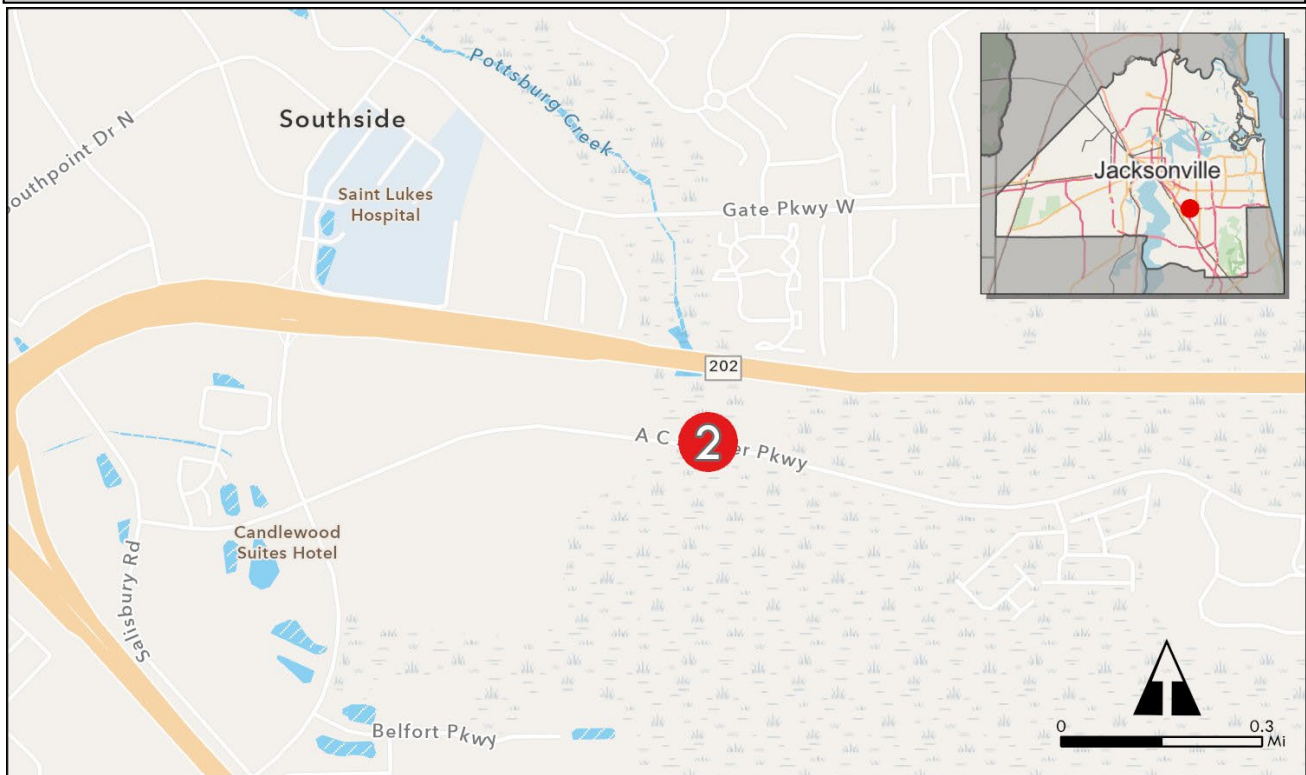 Pottsburg Creek
Southside
Southpoint Dr N
Saint Lukes
Hospital
Jacksonville
Gate Pkwy W
202
A C
2
er Pkwy
Candlewood
Suites Hotel
Salisbury Rd
Belfort Pkwy
0
0.3
Mi